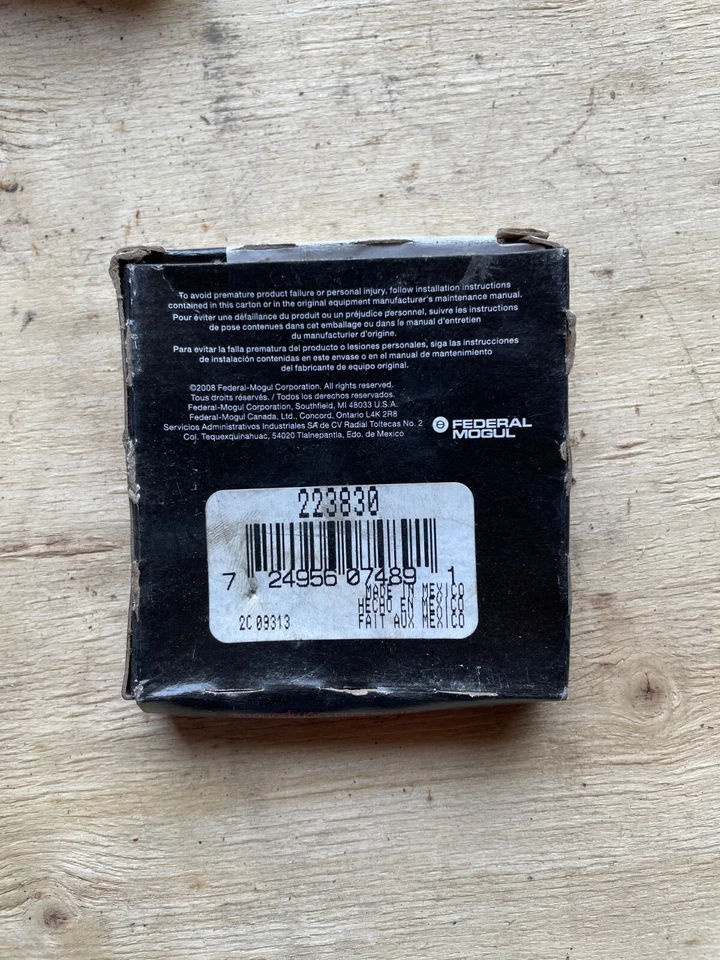 To avoid premature product failure or personal injury, follow installation instructions
contained in this carton or in the original equipment manufacturer's maintenance manual.
Pour éviter une défaillance du produit ou un préjudice personnel, suivre les instructions
de pose contenues dans cet emballage ou dans le manuel d'entretien
du manufacturier d'origine.
Para evitar la falla prematura del producto o lesiones personales, siga las instrucciones
de instalación contenidas en este envase o en el manual de mantenimiento
del fabricante de equipo original.
©2008 Federal-Mogul Corporation. All rights reserved.
Tous droits réservés. / Todos los derechos reservados.
Federal-Mogul Corporation, Southfield, MI 48033 U.S.A.
Federal-Mogul Canada, Ltd., Concord, Ontario L4K 2R8
Servicios Administrativos Industriales SA de CV Radial Toltecas No. 2
Col. Tequexquinahuac, 54020 Tlalnepantla, Edo. de Mexico
FEDERAL
MOGUL
223830
7 24956 07489 1
MADE IN MEXICO
HECHO EN MEXICO
2C 09313 FAIT AUX MEXICO